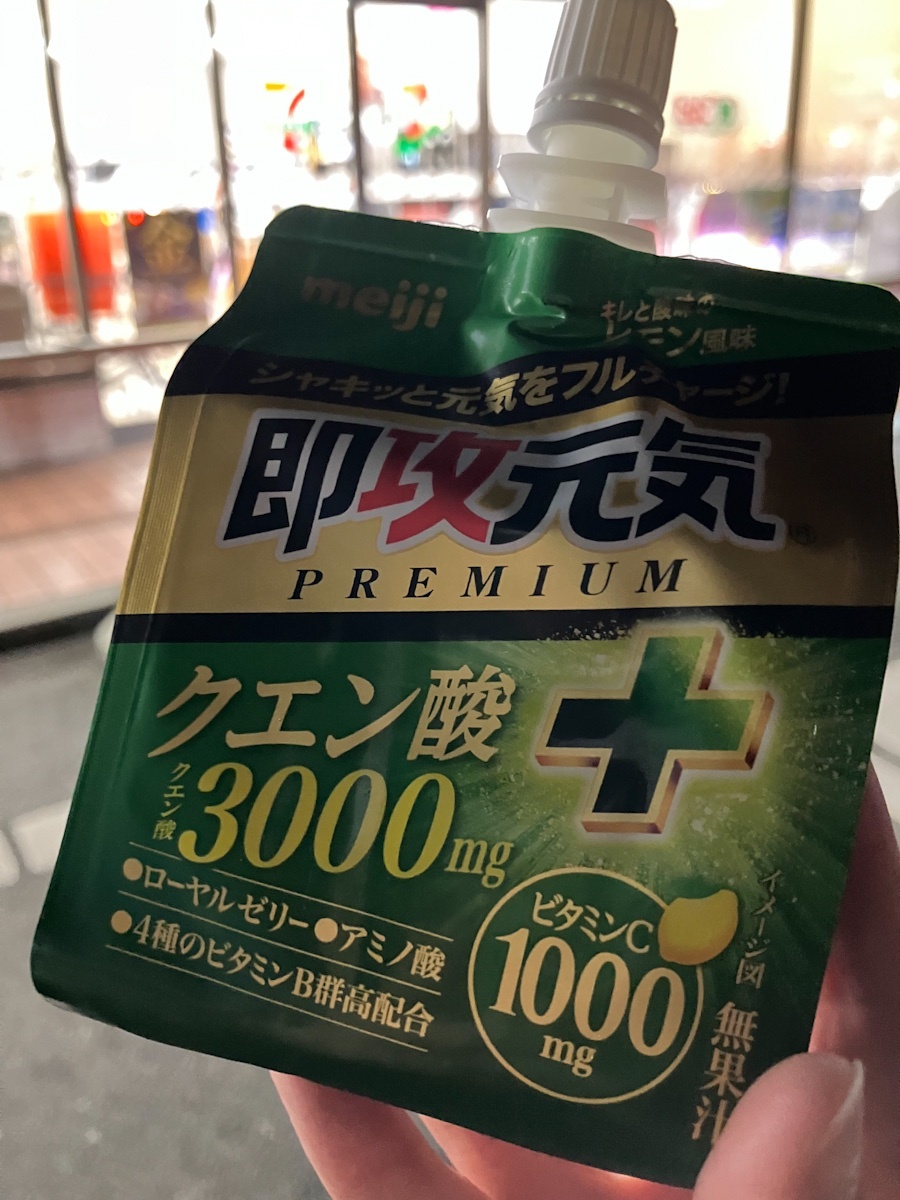 meiji
キレと酸味の
レモン風味
シャキッと元気をフルチャージ!
即攻元気®
PREMIUM
クエン酸
クエン酸
3000mg
●ローヤルゼリー●アミノ酸
●4種のビタミンB群高配合
ビタミンC
1000
mg
イメージ図
無果汁
金